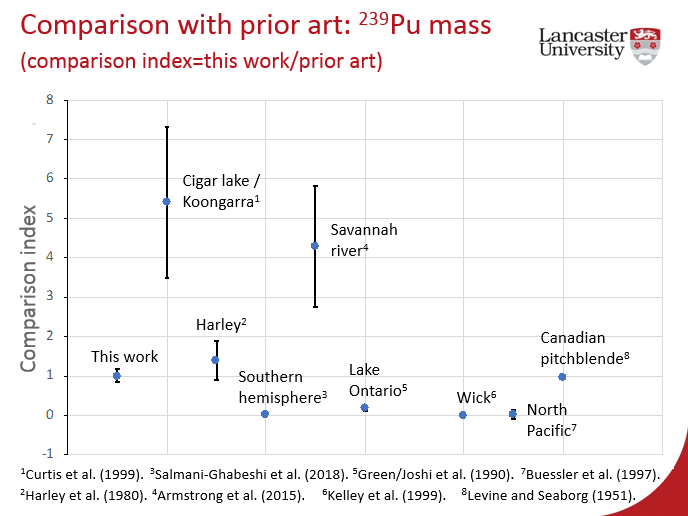 Comparison with prior art: ²³⁹Pu mass
(comparison index=this work/prior art)
Lancaster
University
8
7
6
5
4
3
2
1
0
-1
Comparison index
Cigar lake /
Koongarra¹
Savannah
river⁴
Harley²
This work
Southern
hemisphere³
Lake
Ontario⁵
Wick⁶
North
Pacific⁷
Canadian
pitchblende⁸
¹Curtis et al. (1999). ³Salmani-Ghabeshi et al. (2018). ⁵Green/Joshi et al. (1990). ⁷Buessler et al. (1997).
²Harley et al. (1980). ⁴Armstrong et al. (2015). ⁶Kelley et al. (1999). ⁸Levine and Seaborg (1951).